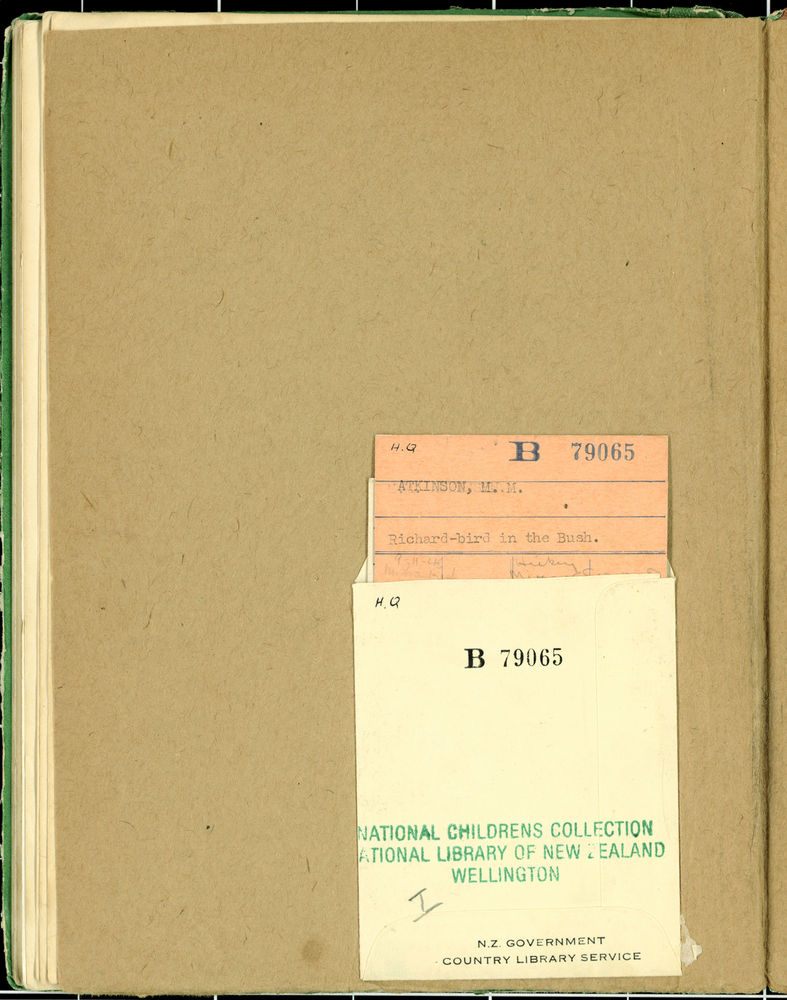 H.Q B 79065
ATKINSON, M. M.
Richard-bird in the Bush.
H.Q
B 79065
NATIONAL CHILDRENS COLLECTION
ATIONAL LIBRARY OF NEW ZEALAND
WELLINGTON
I
N.Z. GOVERNMENT
COUNTRY LIBRARY SERVICE